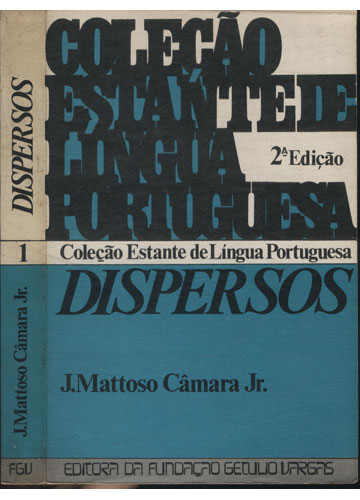 DISPERSOS
1
J.Mattoso Câmara Jr.
FGV
COLEÇÃO
ESTANTE DE
LÍNGUA
PORTUGUESA
2ª Edição
Coleção Estante de Língua Portuguesa
DISPERSOS
J.Mattoso Câmara Jr.
EDITORA DA FUNDAÇÃO GETULIO VARGAS